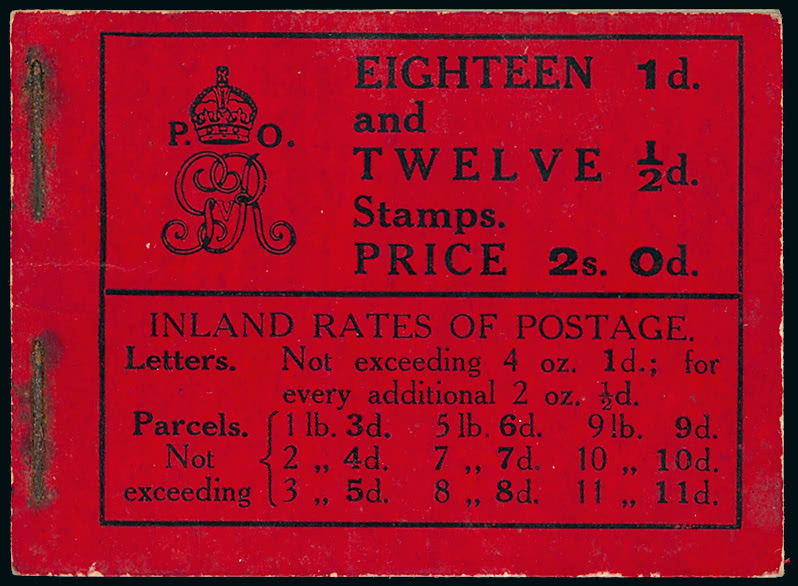 EIGHTEEN 1d.
and
TWELVE ½d.
Stamps.
PRICE 2s. 0d.
P. O.
GVR
INLAND RATES OF POSTAGE.
Letters. Not exceeding 4 oz. 1d.; for
every additional 2 oz. ½d.
Parcels. 1 lb. 3d. 5 lb. 6d. 9 lb. 9d.
Not 2 „ 4d. 7 „ 7d. 10 „ 10d.
exceeding 3 „ 5d. 8 „ 8d. 11 „ 11d.